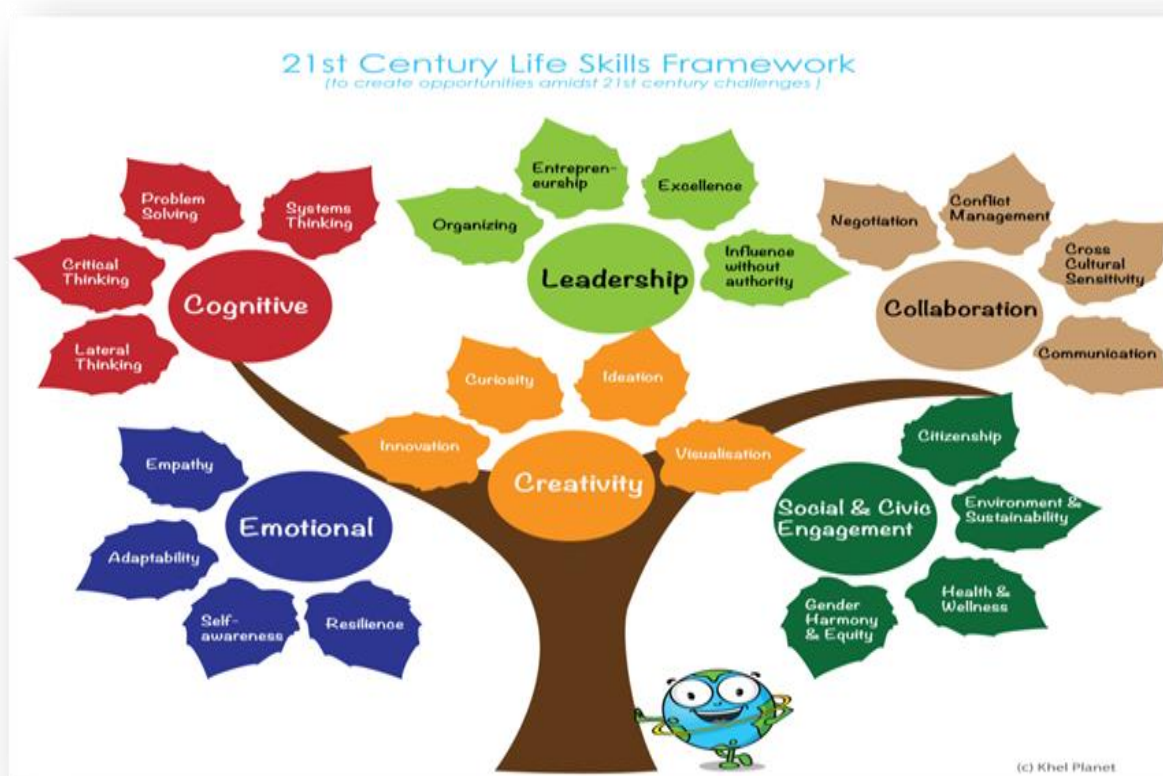 21st Century Life Skills Framework
(to create opportunities amidst 21st century challenges )
Problem
Solving
Systems
Thinking
Critical
Thinking
Cognitive
Lateral
Thinking
Entrepren-
eurship
Excellence
Organizing
Influence
without
authority
Leadership
Negotiation
Conflict
Management
Cross
Cultural
Sensitivity
Collaboration
Communication
Curiosity
Ideation
Innovation
Visualisation
Creativity
Empathy
Emotional
Adaptability
Self-
awareness
Resilience
Citizenship
Social & Civic
Engagement
Environment &
Sustainability
Health &
Wellness
Gender
Harmony
& Equity
(c) Khel Planet